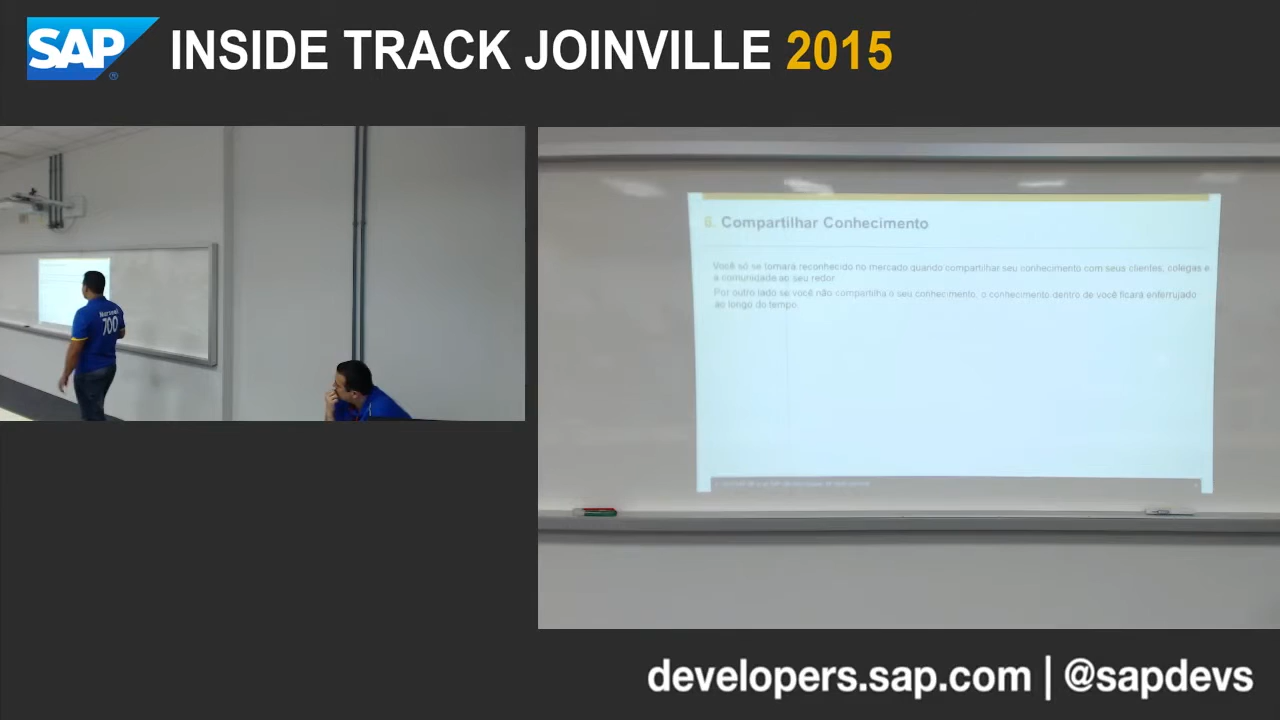 SAP
INSIDE TRACK JOINVILLE 2015
700
6. Compartilhar Conhecimento
Você só se tornará reconhecido no mercado quando compartilhar seu conhecimento com seus clientes, colegas e
a comunidade ao seu redor.
Por outro lado se você não compartilha o seu conhecimento, o conhecimento dentro de você ficará enferrujado
ao longo do tempo.
developers.sap.com | @sapdevs